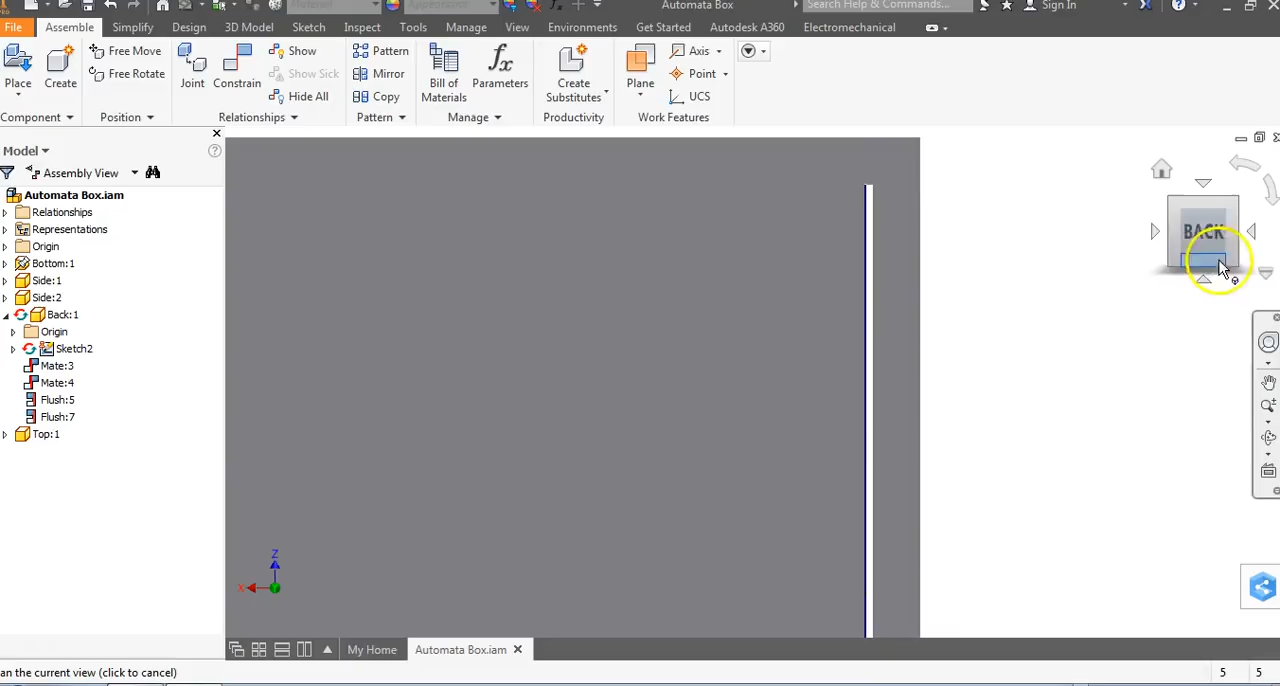 Material
Appearance
Automata Box
Search Help & Commands...
Sign In
File
Assemble
Simplify
Design
3D Model
Sketch
Inspect
Tools
Manage
View
Environments
Get Started
Autodesk A360
Electromechanical
Place
Create
Free Move
Free Rotate
Joint
Constrain
Show
Show Sick
Hide All
Pattern
Mirror
Copy
Bill of
Materials
Parameters
Create
Substitutes
Plane
Axis
Point
UCS
Component
Position
Relationships
Pattern
Manage
Productivity
Work Features
Model
Assembly View
Automata Box.iam
Relationships
Representations
Origin
Bottom:1
Side:1
Side:2
Back:1
Origin
Sketch2
Mate:3
Mate:4
Flush:5
Flush:7
Top:1
BACK
Z
X
My Home
Automata Box.iam
an the current view (click to cancel)
5
5